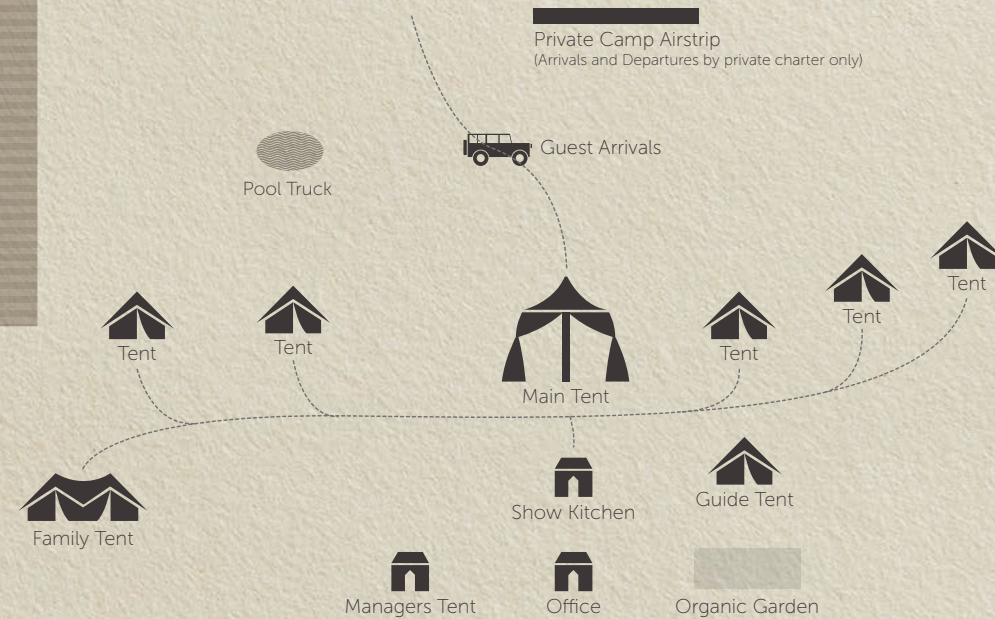 Private Camp Airstrip
(Arrivals and Departures by private charter only)
Guest Arrivals
Pool Truck
Tent
Tent
Tent
Tent
Tent
Main Tent
Guide Tent
Show Kitchen
Family Tent
Managers Tent
Office
Organic Garden